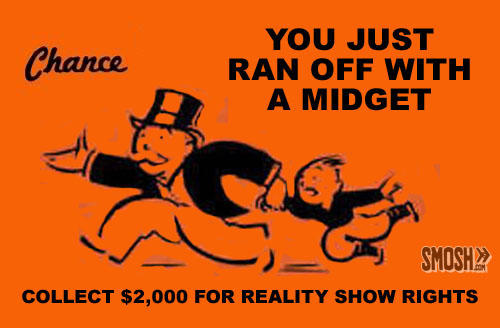 Chance
YOU JUST
RAN OFF WITH
A MIDGET
SMOSH
.COM
COLLECT $2,000 FOR REALITY SHOW RIGHTS